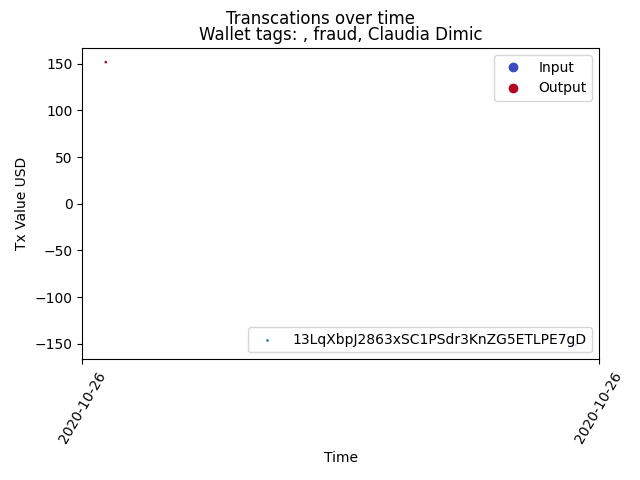 Transcations over time
Wallet tags: , fraud, Claudia Dimic
150
100
50
0
−50
−100
−150
Tx Value USD
Input
Output
13LqXbpJ2863xSC1PSdr3KnZG5ETLPE7gD
2020-10-26
2020-10-26
Time